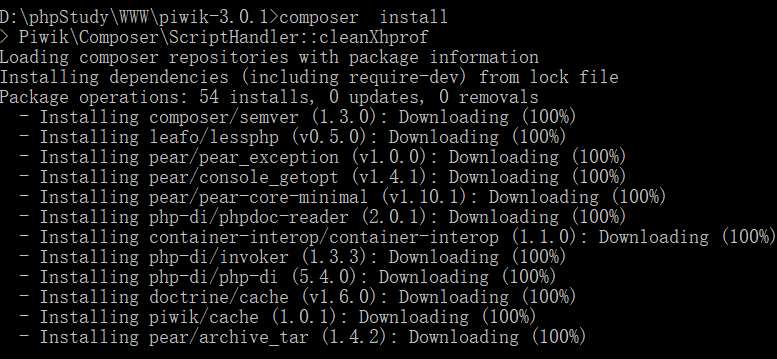 D:\phpStudy\WWW\piwik-3.0.1>composer  install
> Piwik\Composer\ScriptHandler::cleanXhprof
Loading composer repositories with package information
Installing dependencies (including require-dev) from lock file
Package operations: 54 installs, 0 updates, 0 removals
  - Installing composer/semver (1.3.0): Downloading (100%)
  - Installing leafo/lessphp (v0.5.0): Downloading (100%)
  - Installing pear/pear_exception (v1.0.0): Downloading (100%)
  - Installing pear/console_getopt (v1.4.1): Downloading (100%)
  - Installing pear/pear-core-minimal (v1.10.1): Downloading (100%)
  - Installing php-di/phpdoc-reader (2.0.1): Downloading (100%)
  - Installing container-interop/container-interop (1.1.0): Downloading (100%)
  - Installing php-di/invoker (1.3.3): Downloading (100%)
  - Installing php-di/php-di (5.4.0): Downloading (100%)
  - Installing doctrine/cache (v1.6.0): Downloading (100%)
  - Installing piwik/cache (1.0.1): Downloading (100%)
  - Installing pear/archive_tar (1.4.2): Downloading (100%)